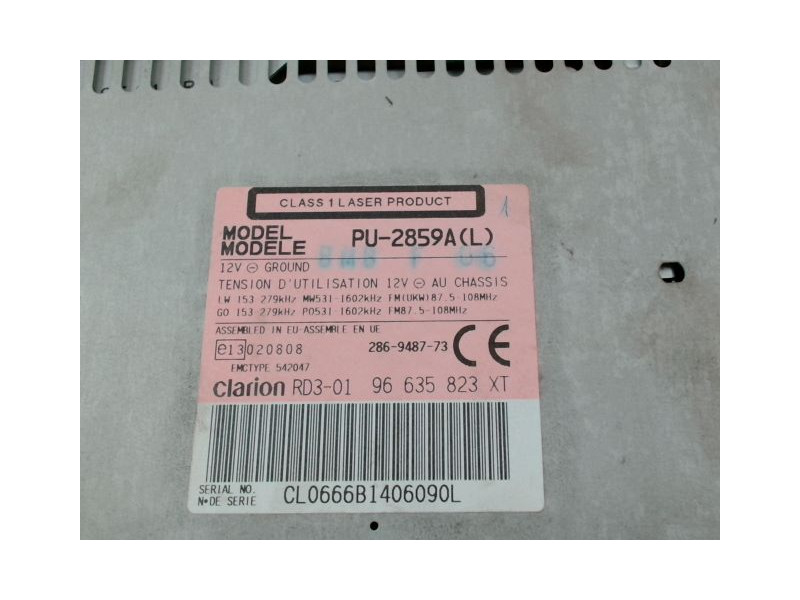 CLASS 1 LASER PRODUCT
1
MODEL
MODELE
PU-2859A(L)
12V ⊖ GROUND
TENSION D'UTILISATION 12V ⊖ AU CHASSIS
LW 153 279kHz MW531-1602kHz FM(UKW)87.5-108MHz
GO 153 279kHz PO531-1602kHz FM87.5-108MHz
ASSEMBLED IN EU-ASSEMBLE EN UE
e13 020808 286-9487-73 CE
EMCTYPE 542047
clarion RD3-01 96 635 823 XT
SERIAL NO.
N•DE SERIE
CL0666B1406090L